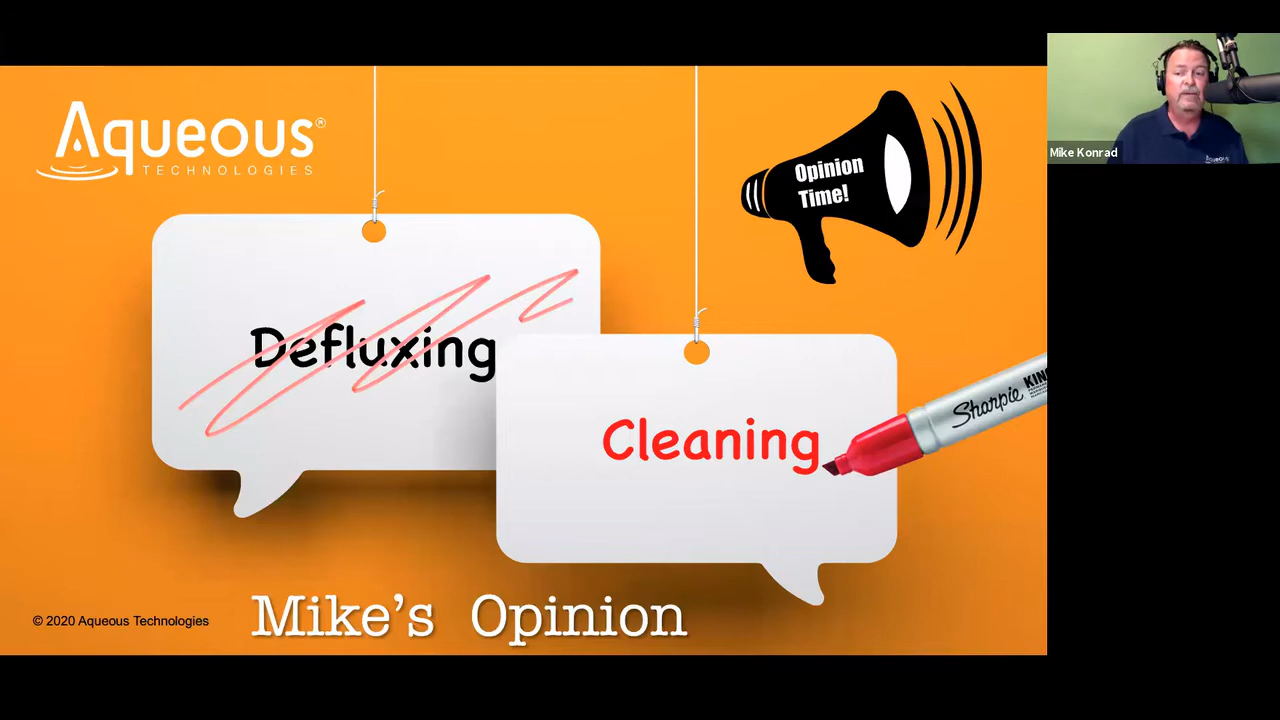 Aqueous®
TECHNOLOGIES
Opinion
Time!
Mike Konrad
Defluxing
Cleaning
Sharpie
© 2020 Aqueous Technologies
Mike's Opinion